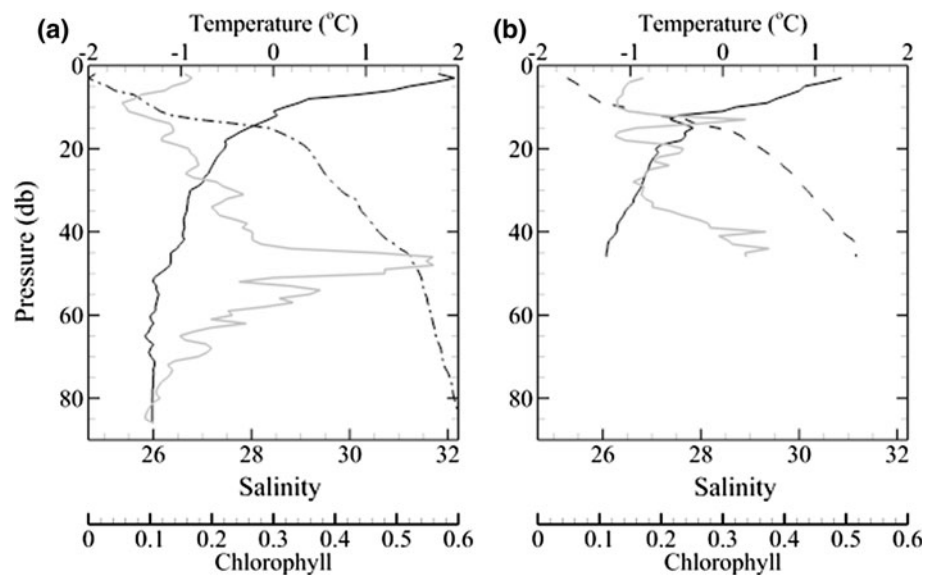 (a) Temperature (°C) (b) Temperature (°C)
-2 -1 0 1 2 -2 -1 0 1 2
0 0
20 20
40 40
60 60
80 80
Pressure (db)
26 28 30 32 26 28 30 32
Salinity Salinity
0 0.1 0.2 0.3 0.4 0.5 0.6 0 0.1 0.2 0.3 0.4 0.5 0.6
Chlorophyll Chlorophyll